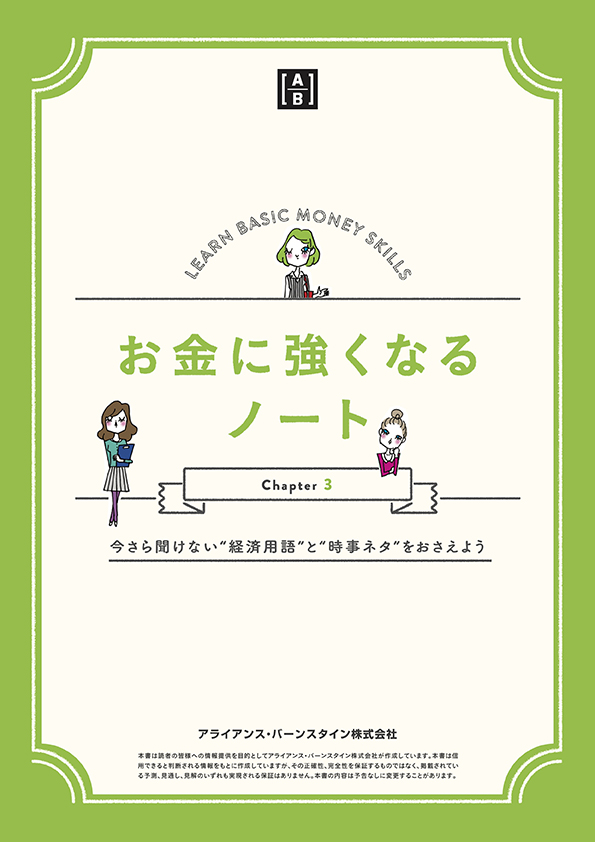 A
B
LEARN BASIC MONEY SKILLS
お金に強くなる
ノート
Chapter 3
今さら聞けない“経済用語”と“時事ネタ”をおさえよう
アライアンス・バーンスタイン株式会社
本書は読者の皆様への情報提供を目的としてアライアンス・バーンスタイン株式会社が作成しています。本書は信
用できると判断される情報をもとに作成していますが、その正確性、完全性を保証するものではなく、掲載されてい
る予測、見通し、見解のいずれも実現される保証はありません。本書の内容は予告なしに変更することがあります。